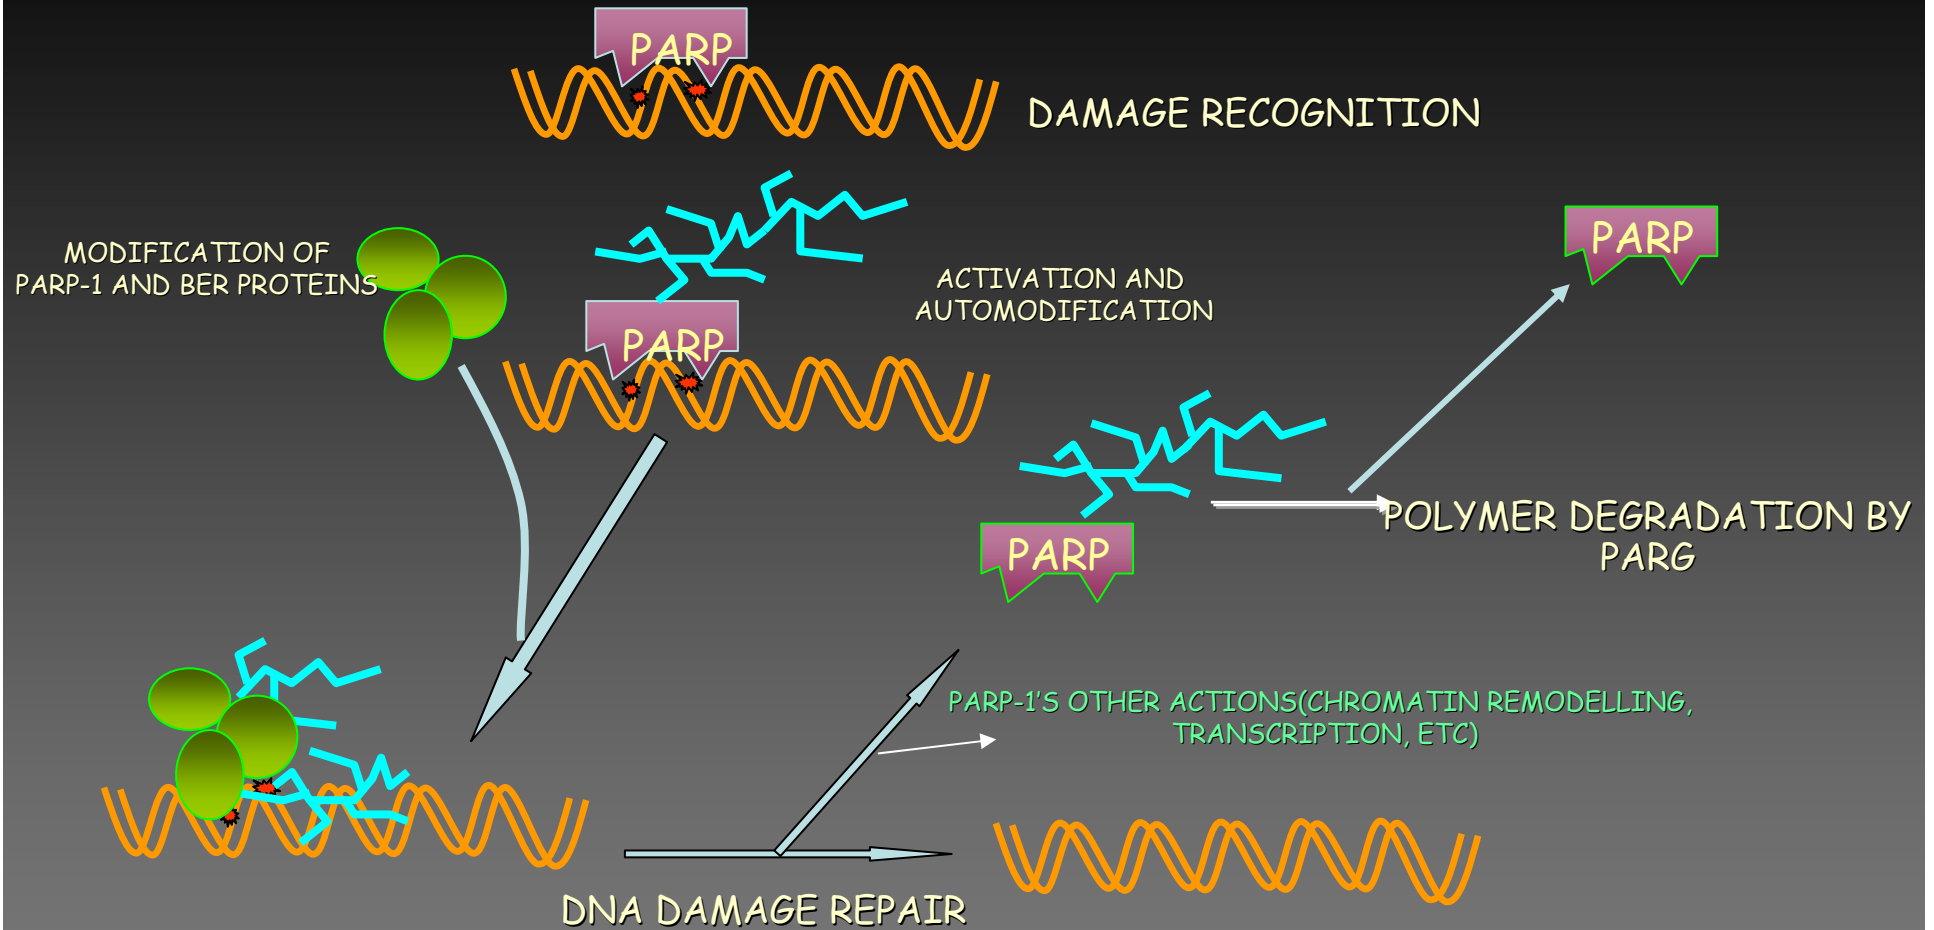 PARP
DAMAGE RECOGNITION
MODIFICATION OF
PARP-1 AND BER PROTEINS
ACTIVATION AND
AUTOMODIFICATION
PARP
PARP
PARP
POLYMER DEGRADATION BY
PARG
PARP-1'S OTHER ACTIONS(CHROMATIN REMODELLING,
TRANSCRIPTION, ETC)
DNA DAMAGE REPAIR